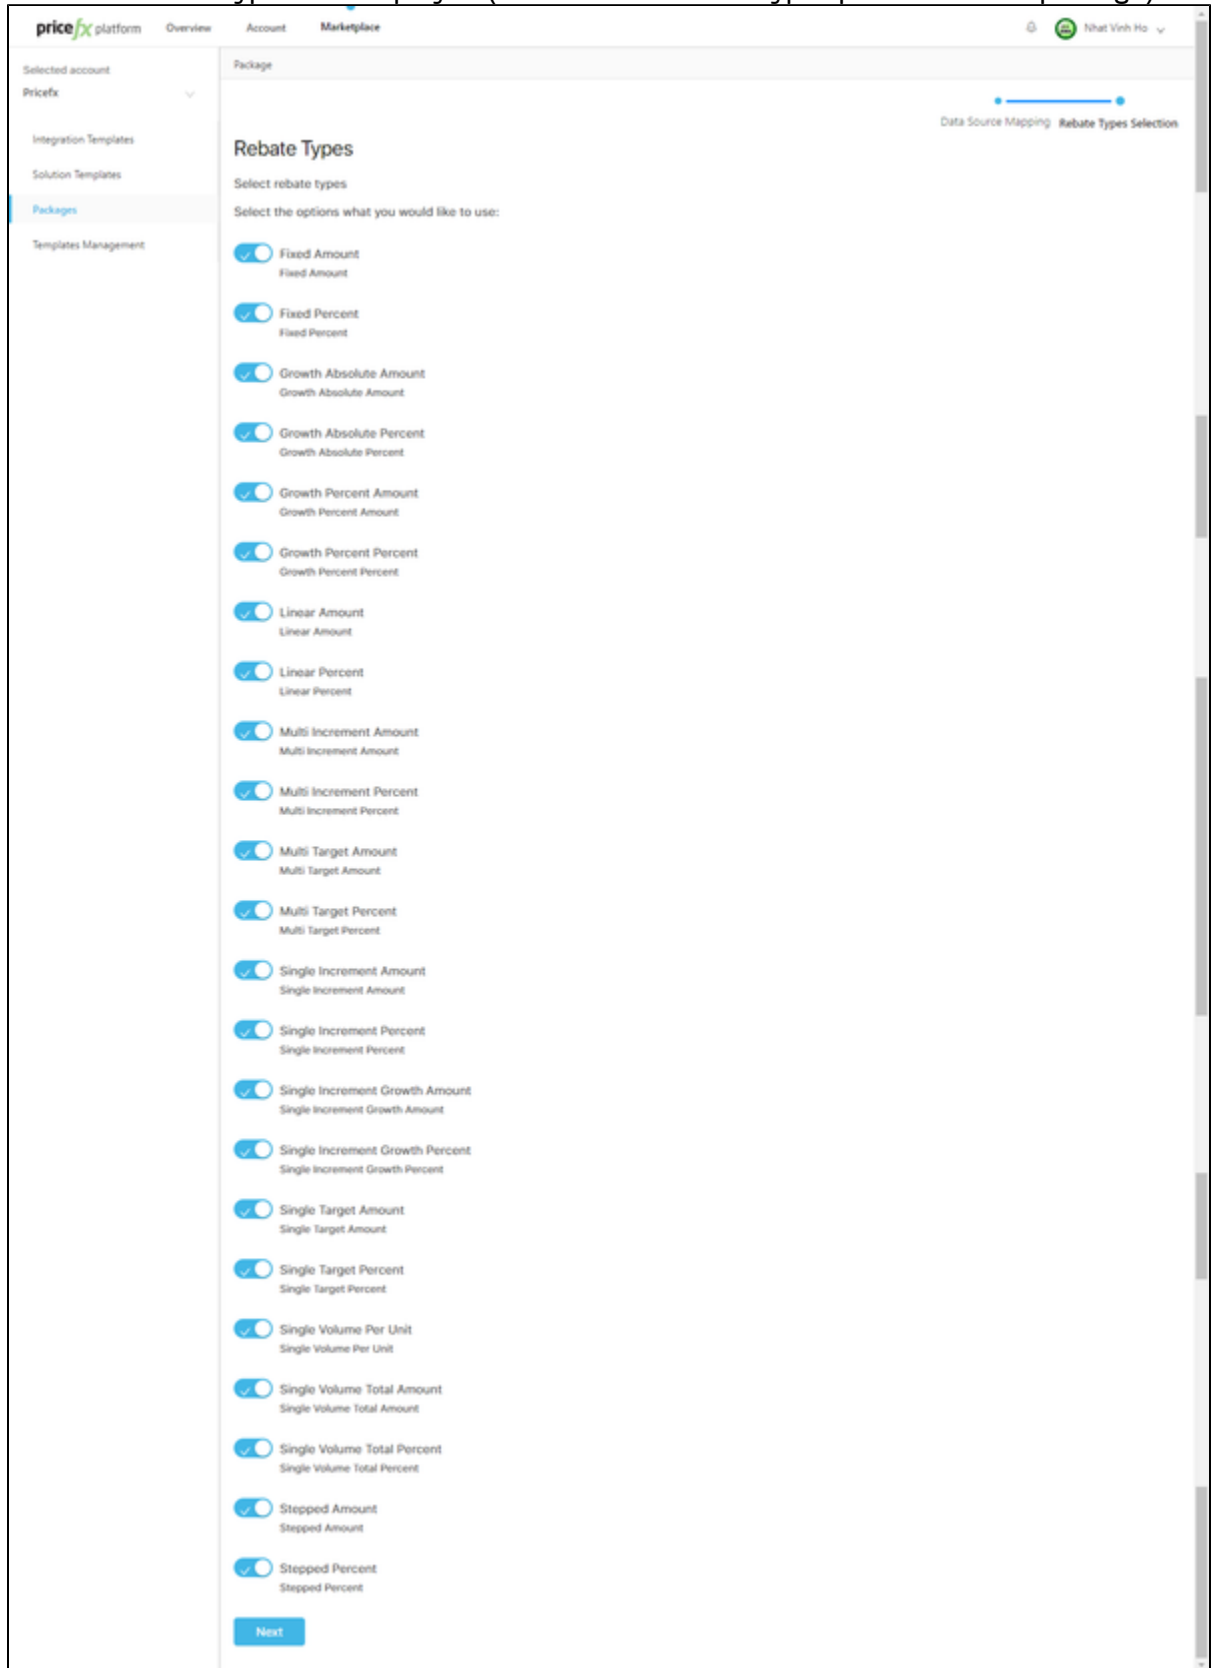 pricefx platform Overview Account Marketplace Nhat Vinh Ho
Selected account
Pricefx
Integration Templates
Solution Templates
Packages
Templates Management
Package
Data Source Mapping Rebate Types Selection
Rebate Types
Select rebate types
Select the options what you would like to use:
Fixed Amount
Fixed Amount
Fixed Percent
Fixed Percent
Growth Absolute Amount
Growth Absolute Amount
Growth Absolute Percent
Growth Absolute Percent
Growth Percent Amount
Growth Percent Amount
Growth Percent Percent
Growth Percent Percent
Linear Amount
Linear Amount
Linear Percent
Linear Percent
Multi Increment Amount
Multi Increment Amount
Multi Increment Percent
Multi Increment Percent
Multi Target Amount
Multi Target Amount
Multi Target Percent
Multi Target Percent
Single Increment Amount
Single Increment Amount
Single Increment Percent
Single Increment Percent
Single Increment Growth Amount
Single Increment Growth Amount
Single Increment Growth Percent
Single Increment Growth Percent
Single Target Amount
Single Target Amount
Single Target Percent
Single Target Percent
Single Volume Per Unit
Single Volume Per Unit
Single Volume Total Amount
Single Volume Total Amount
Single Volume Total Percent
Single Volume Total Percent
Stepped Amount
Stepped Amount
Stepped Percent
Stepped Percent
Next